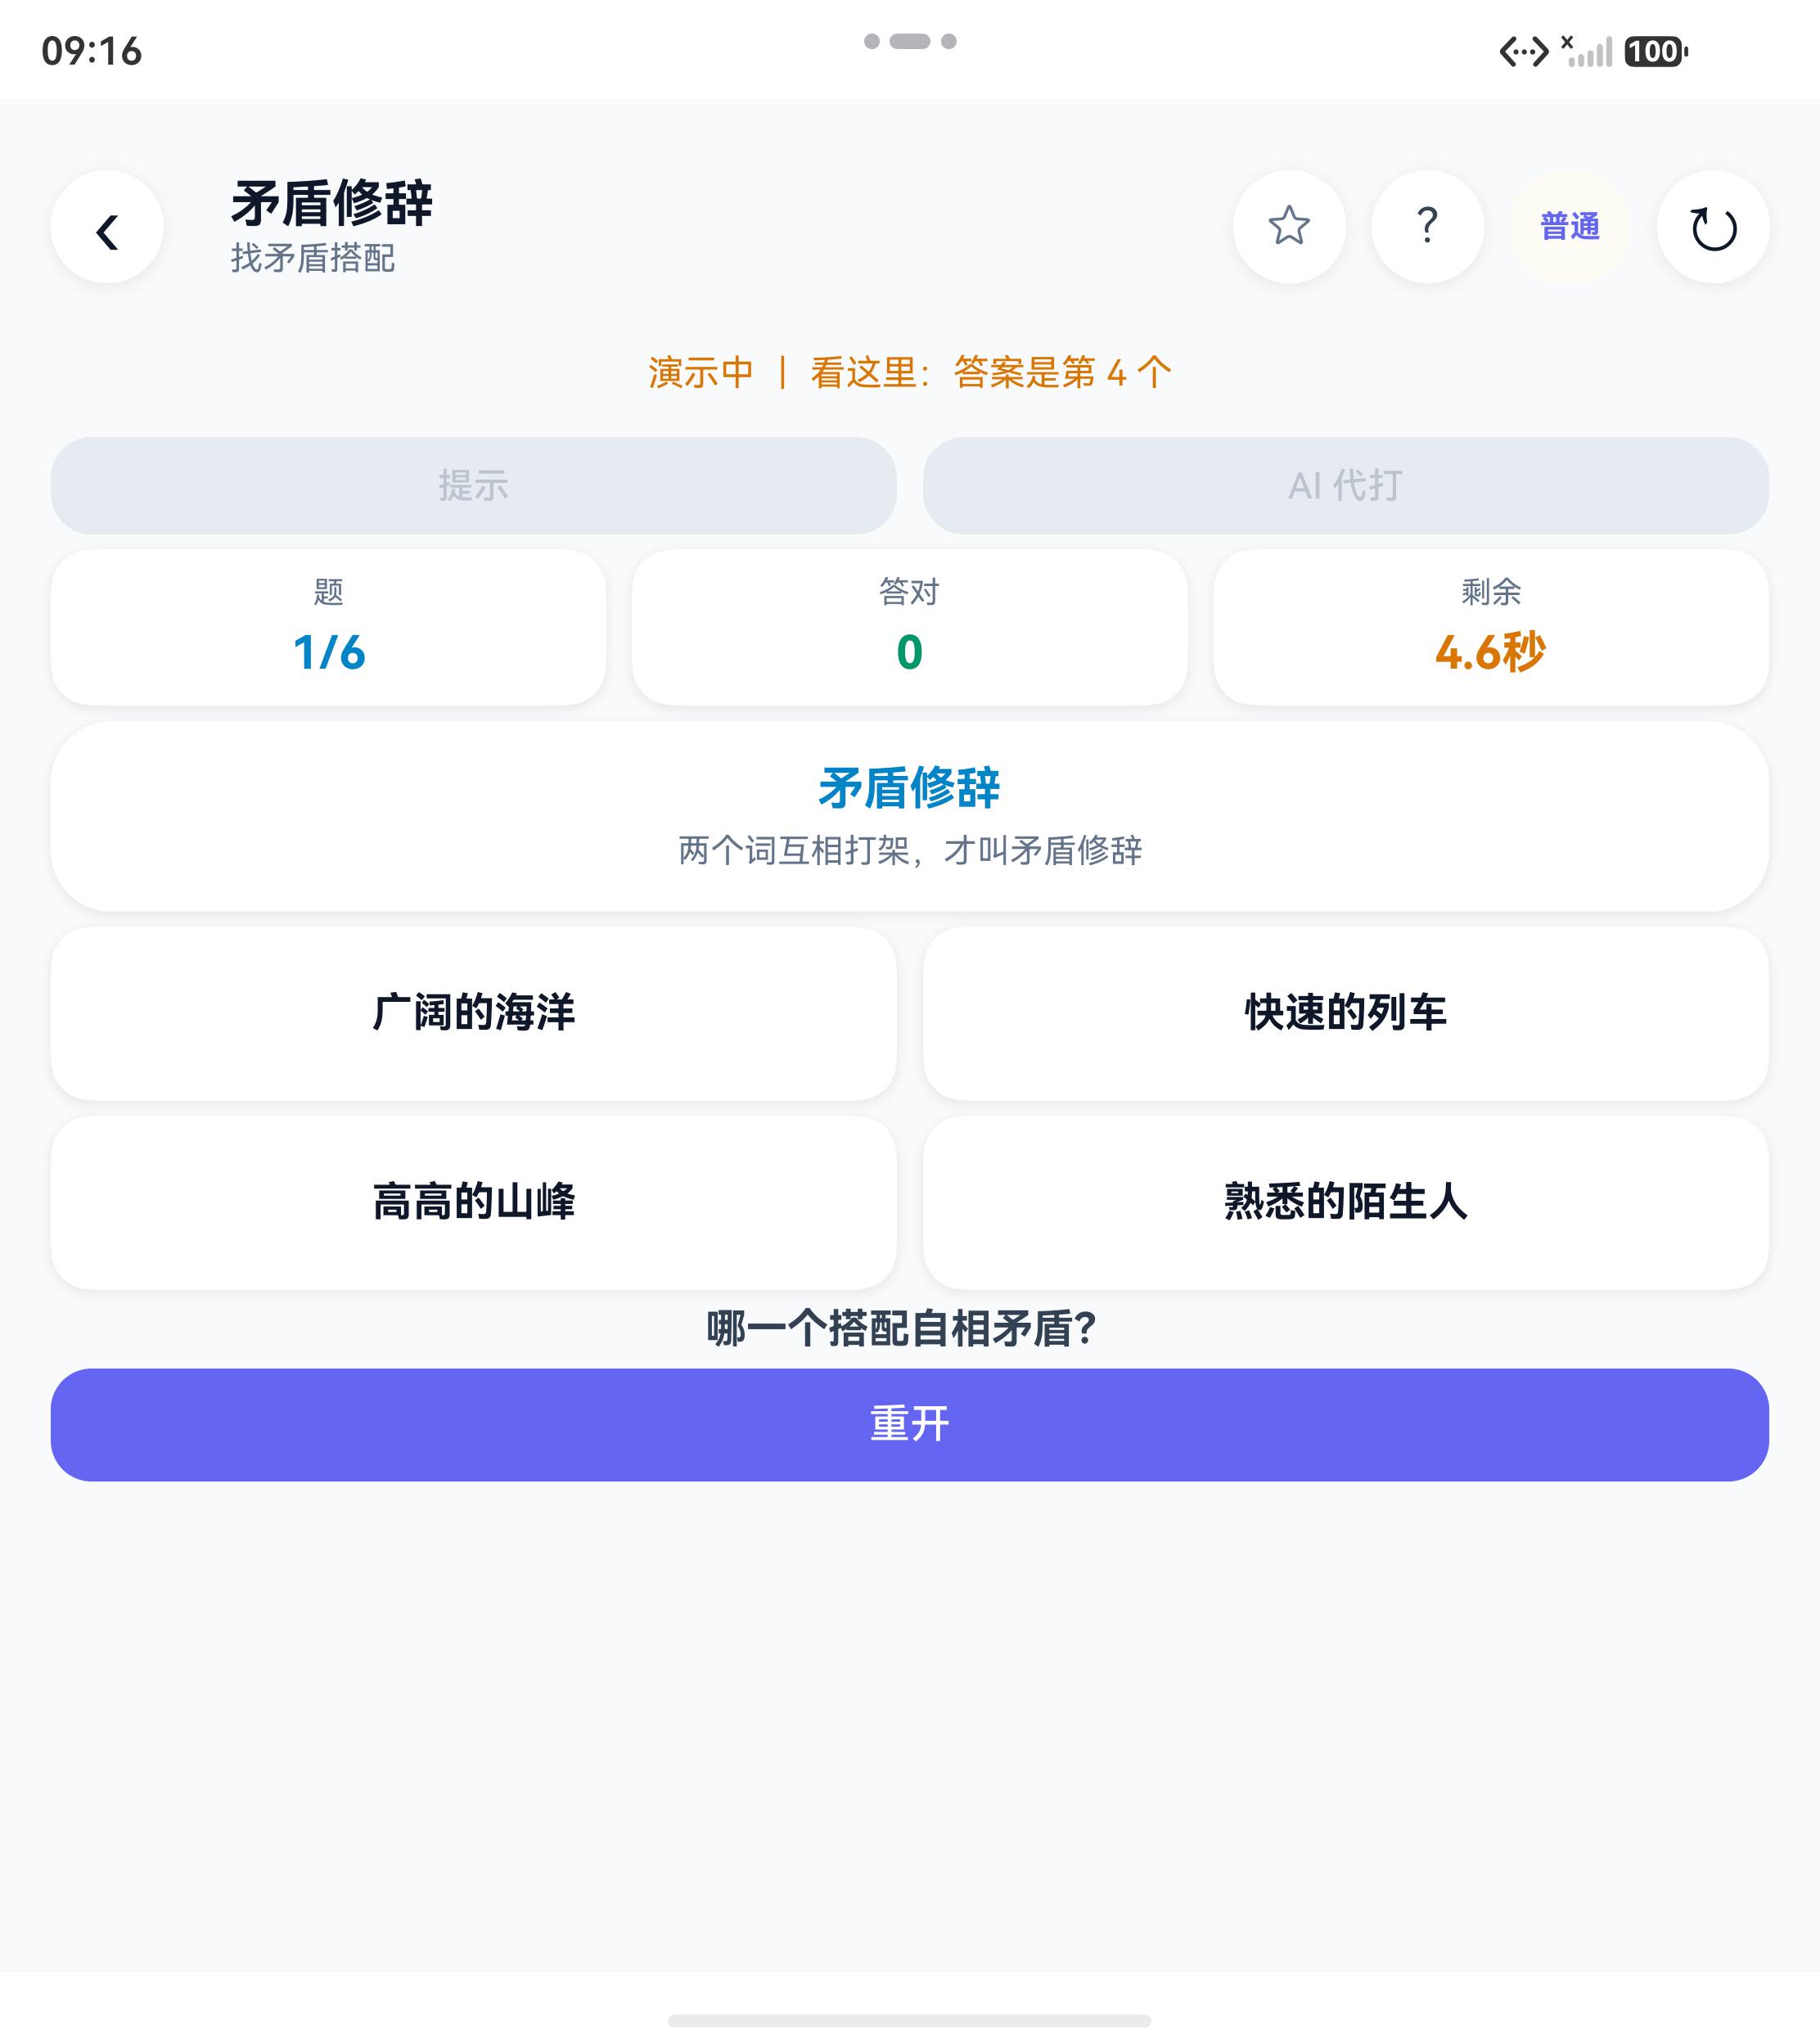 09:16
100
矛盾修辞
找矛盾搭配
?
普通
演示中 | 看这里：答案是第 4 个
提示
AI 代打
题
1/6
答对
0
剩余
4.6秒
矛盾修辞
两个词互相打架，才叫矛盾修辞
广阔的海洋
快速的列车
高高的山峰
熟悉的陌生人
哪一个搭配自相矛盾?
重开